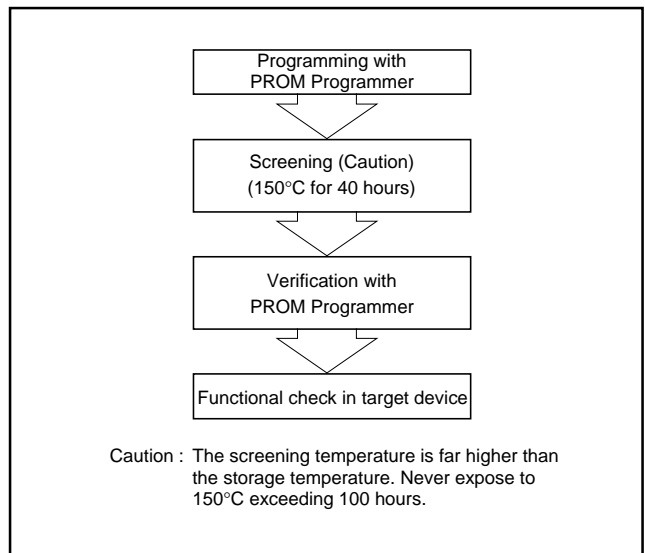 Programming with
PROM Programmer
Screening (Caution)
(150°C for 40 hours)
Verification with
PROM Programmer
Functional check in target device
Caution : The screening temperature is far higher than
the storage temperature. Never expose to
150°C exceeding 100 hours.